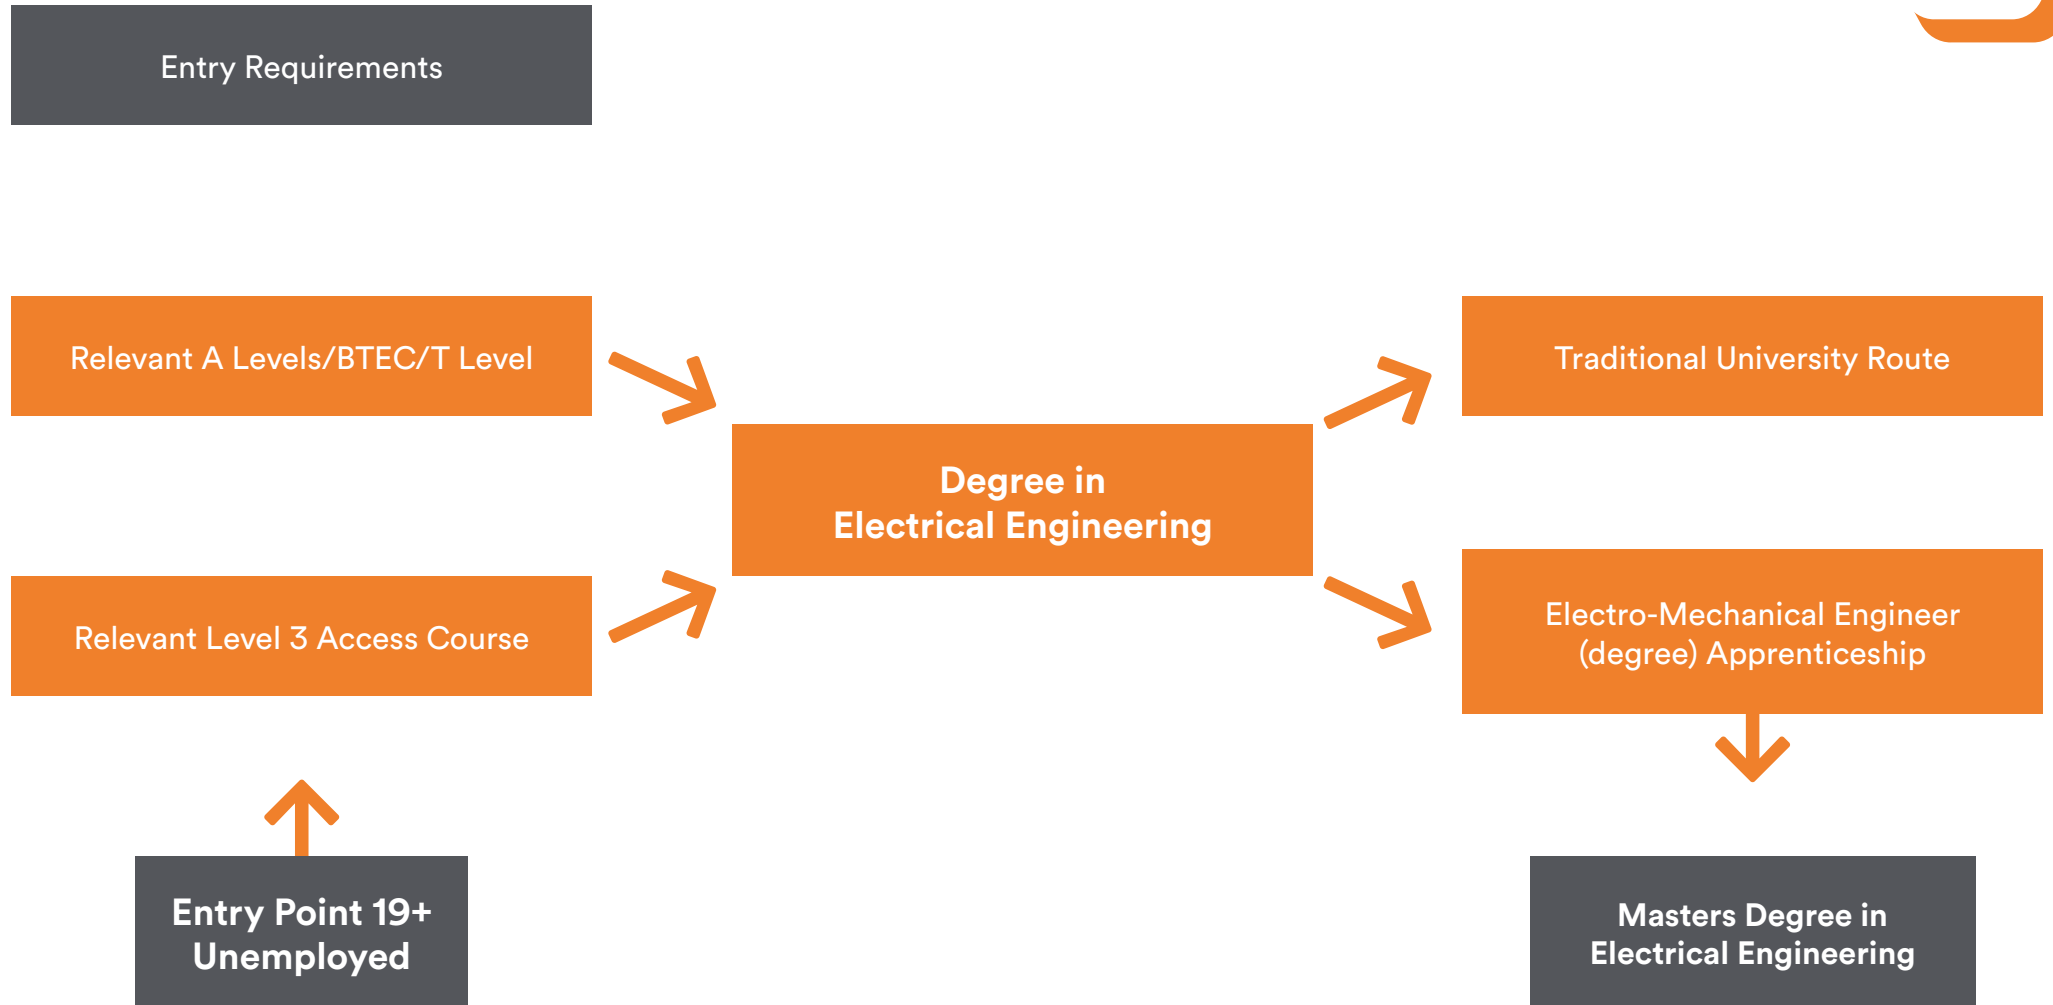 Entry Requirements
Relevant A Levels/BTEC/T Level
Traditional University Route
Degree in
Electrical Engineering
Relevant Level 3 Access Course
Electro-Mechanical Engineer
(degree) Apprenticeship
Entry Point 19+
Unemployed
Masters Degree in
Electrical Engineering